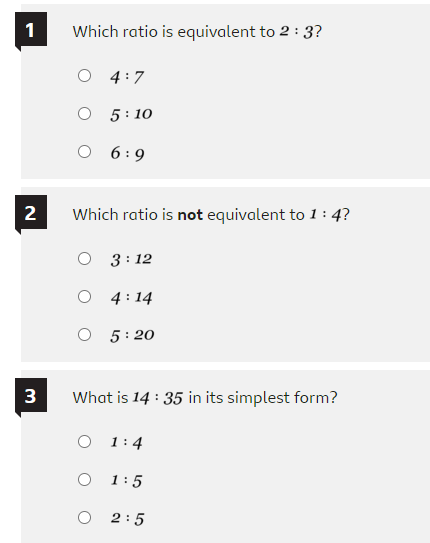 1 Which ratio is equivalent to 2 : 3?
4 : 7
5 : 10
6 : 9
2 Which ratio is not equivalent to 1 : 4?
3 : 12
4 : 14
5 : 20
3 What is 14 : 35 in its simplest form?
1 : 4
1 : 5
2 : 5